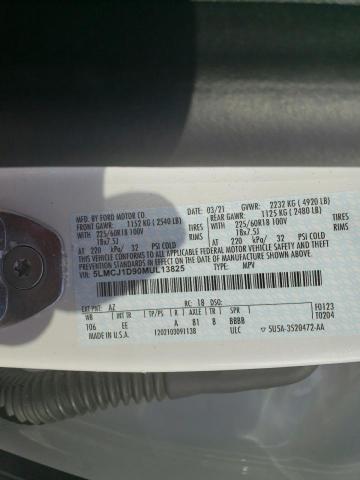 MFD. BY FORD MOTOR CO.
03/21 GVWR: 2232 KG (4920 LB)
FRONT GAWR: 1152 KG (2540 LB) REAR GAWR: 1125 KG (2480 LB)
WITH TIRES WITH TIRES
225/60R18 100V RIMS 225/60R18 100V RIMS
18x7.5J 18x7.5J
AT 220 kPa/ 32 PSI COLD AT 220 kPa/ 32 PSI COLD
THIS VEHICLE CONFORMS TO ALL APPLICABLE FEDERAL MOTOR VEHICLE SAFETY AND THEFT PREVENTION STANDARDS IN EFFECT ON THE DATE OF MANUFACTURE SHOWN ABOVE.
VIN: 5LMCJ1D90MUL13825 TYPE: MPV
EXT PNT: AZ RC: 18 DSO: F0123
WB INT TR TP/PS R AXLE TR SPR T0204
106 EE A 81 8 BBBB
MADE IN U.S.A. 1202103091138 ULC 5U5A-3520472-AA